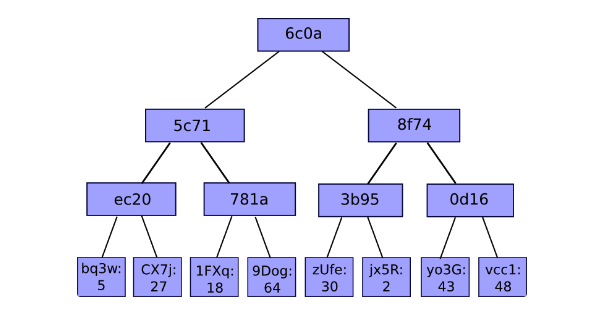 6c0a
5c71
8f74
ec20
781a
3b95
0d16
bq3w:
5
CX7j:
27
1FXq:
18
9Dog:
64
zUfe:
30
jx5R:
2
yo3G:
43
vcc1:
48